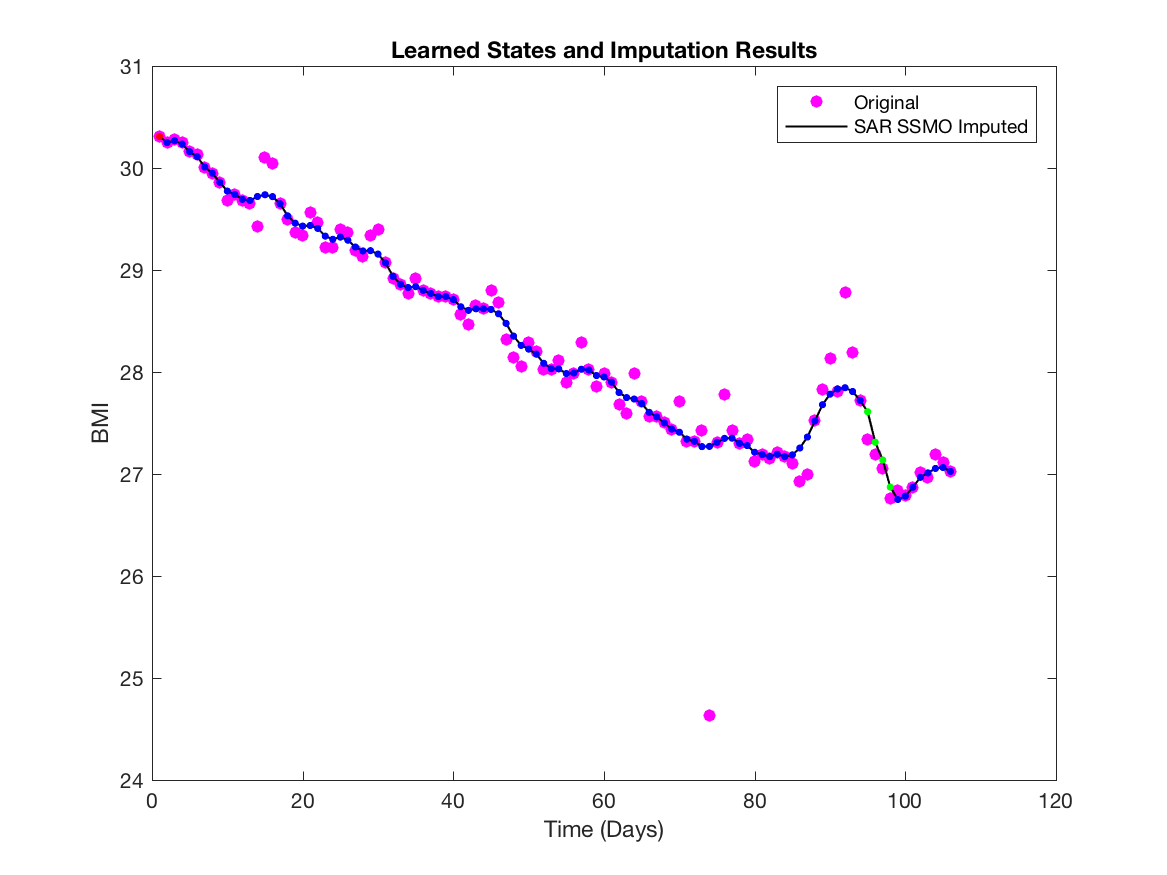 Learned States and Imputation Results
Original
SAR SSMO Imputed
31
30
29
28
27
26
25
24
BMI
0 20 40 60 80 100 120
Time (Days)